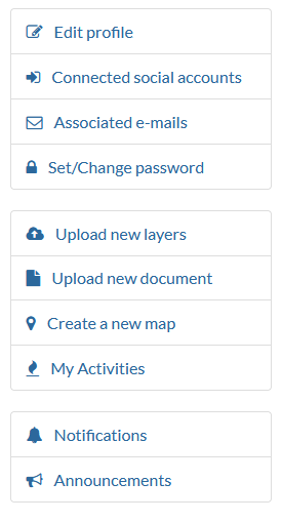 Edit profile
Connected social accounts
Associated e-mails
Set/Change password
Upload new layers
Upload new document
Create a new map
My Activities
Notifications
Announcements